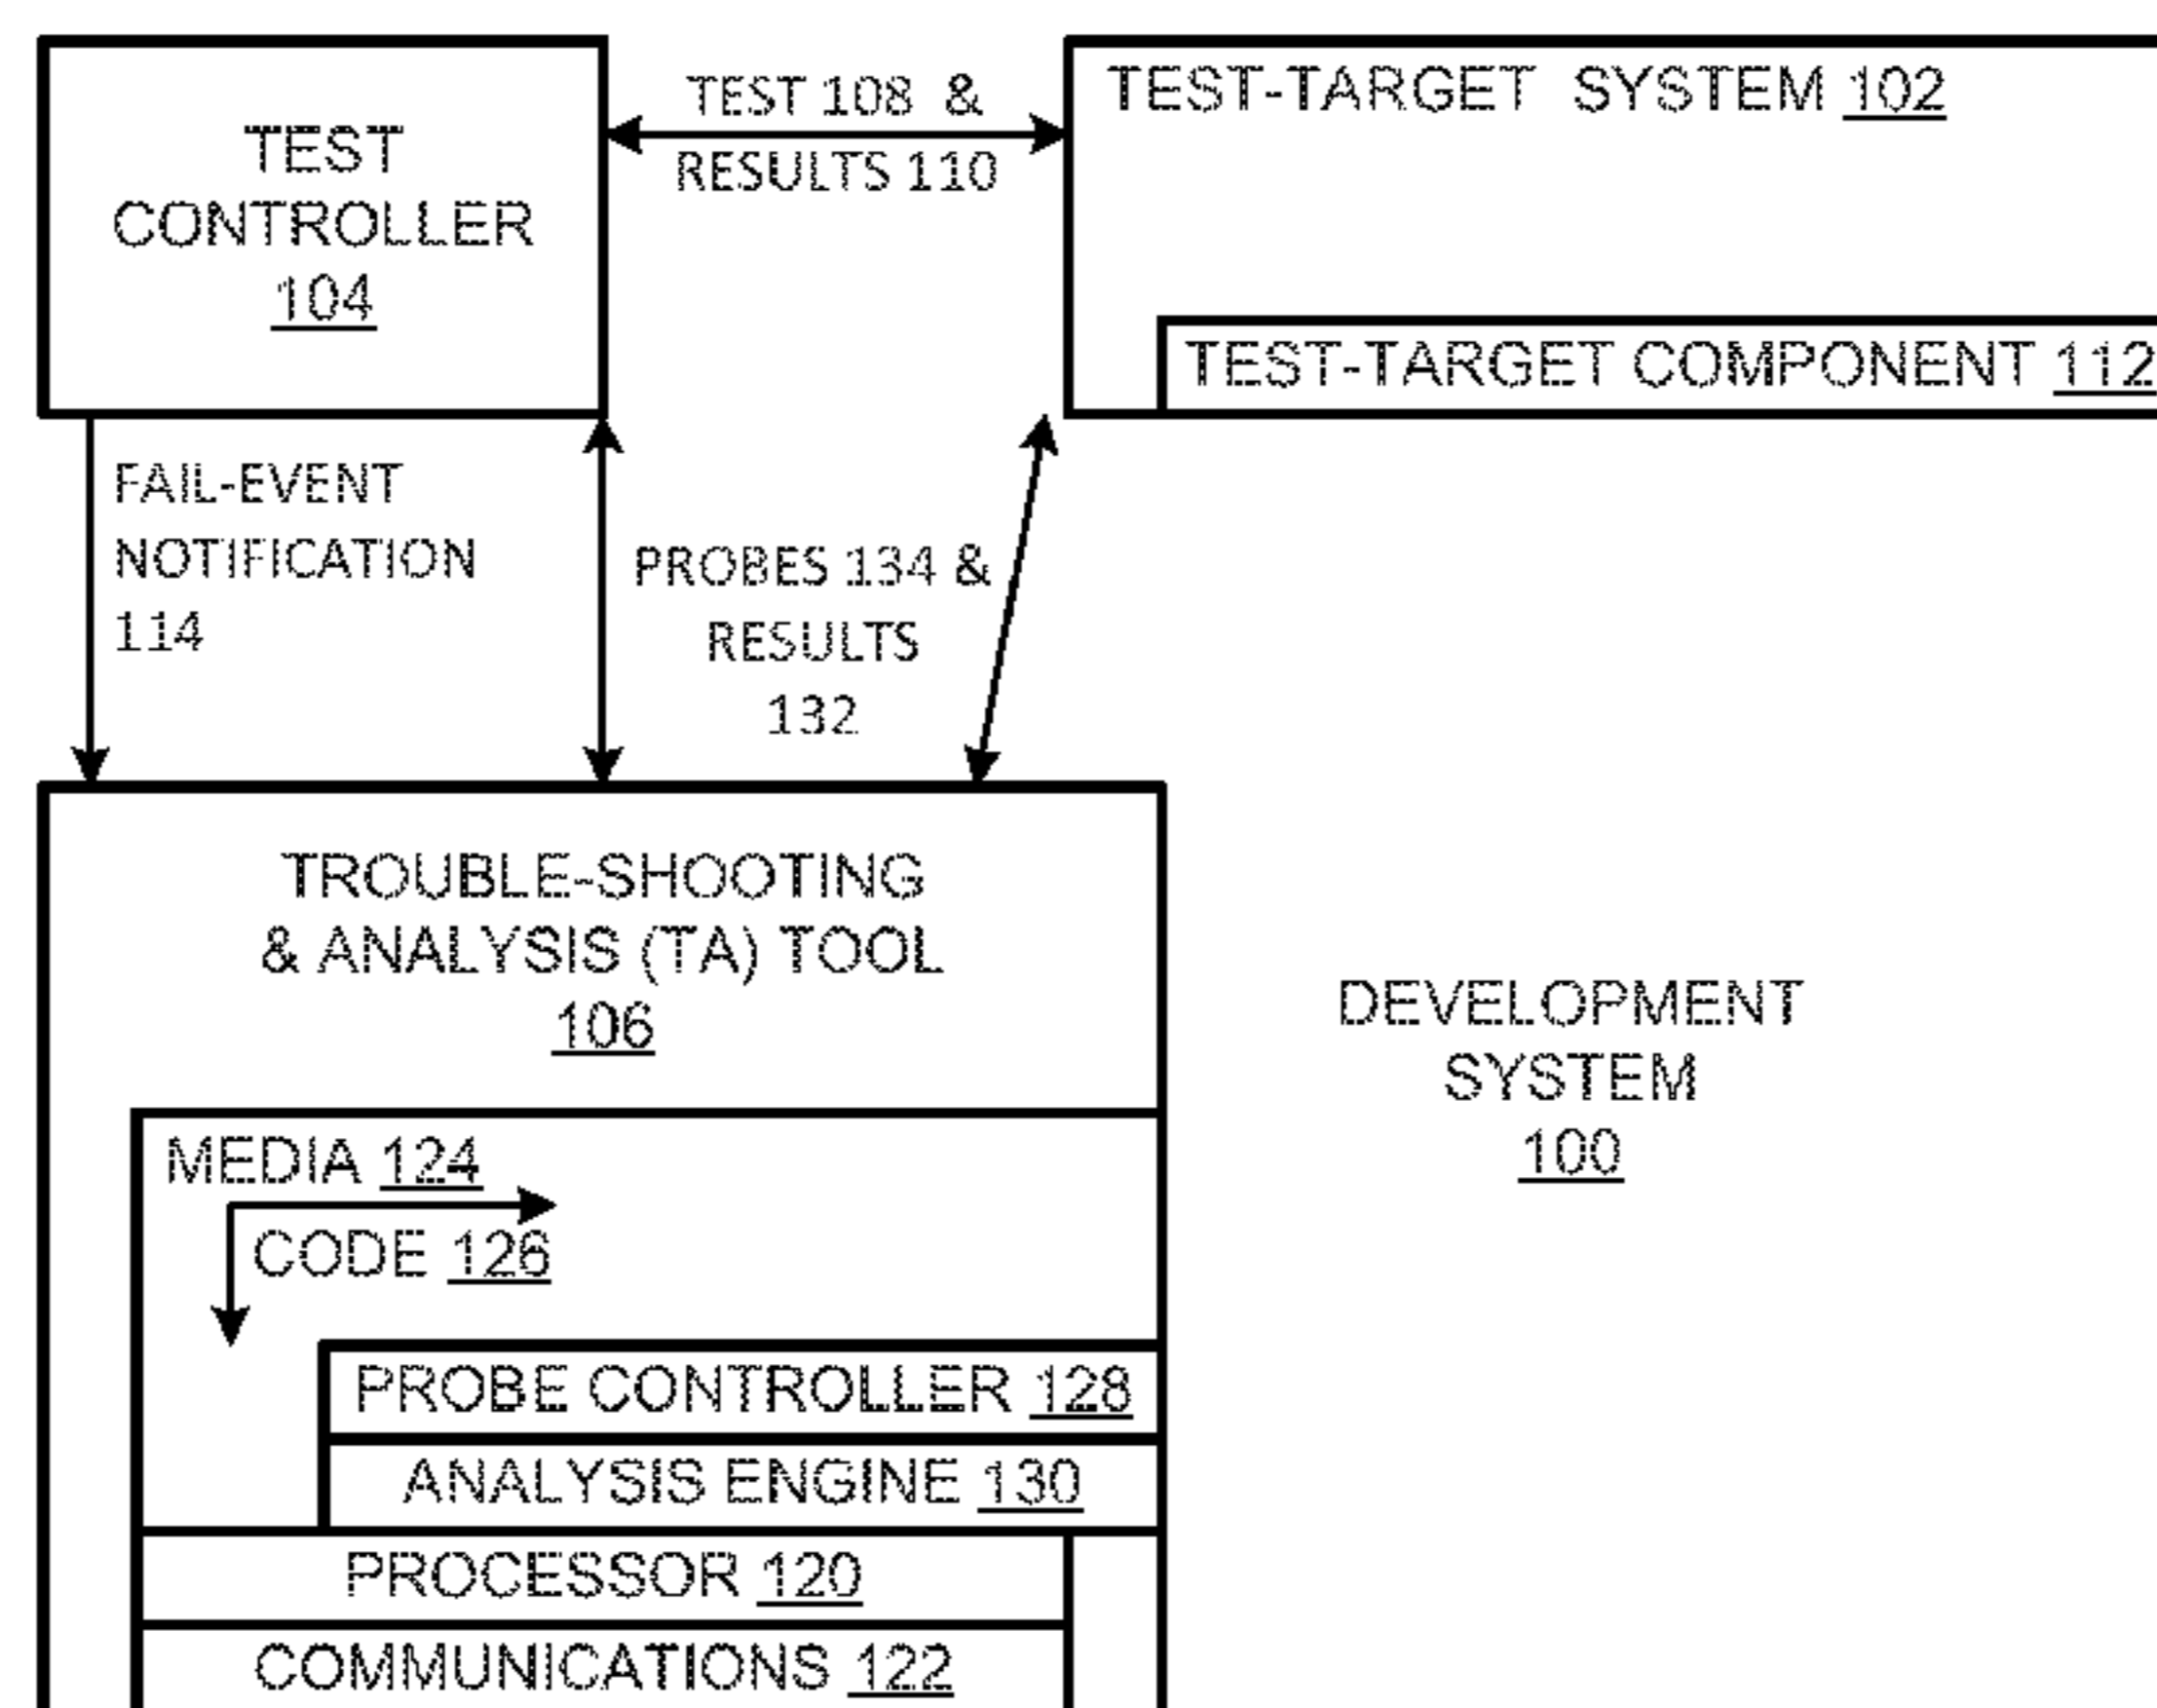 TEST
CONTROLLER
104
TEST 108 &
RESULTS 110
TEST-TARGET SYSTEM 102
TEST-TARGET COMPONENT 112
FAIL-EVENT
NOTIFICATION
114
PROBES 134 &
RESULTS
132
TROUBLE-SHOOTING
& ANALYSIS (TA) TOOL
106
DEVELOPMENT
SYSTEM
100
MEDIA 124
CODE 126
PROBE CONTROLLER 128
ANALYSIS ENGINE 130
PROCESSOR 120
COMMUNICATIONS 122